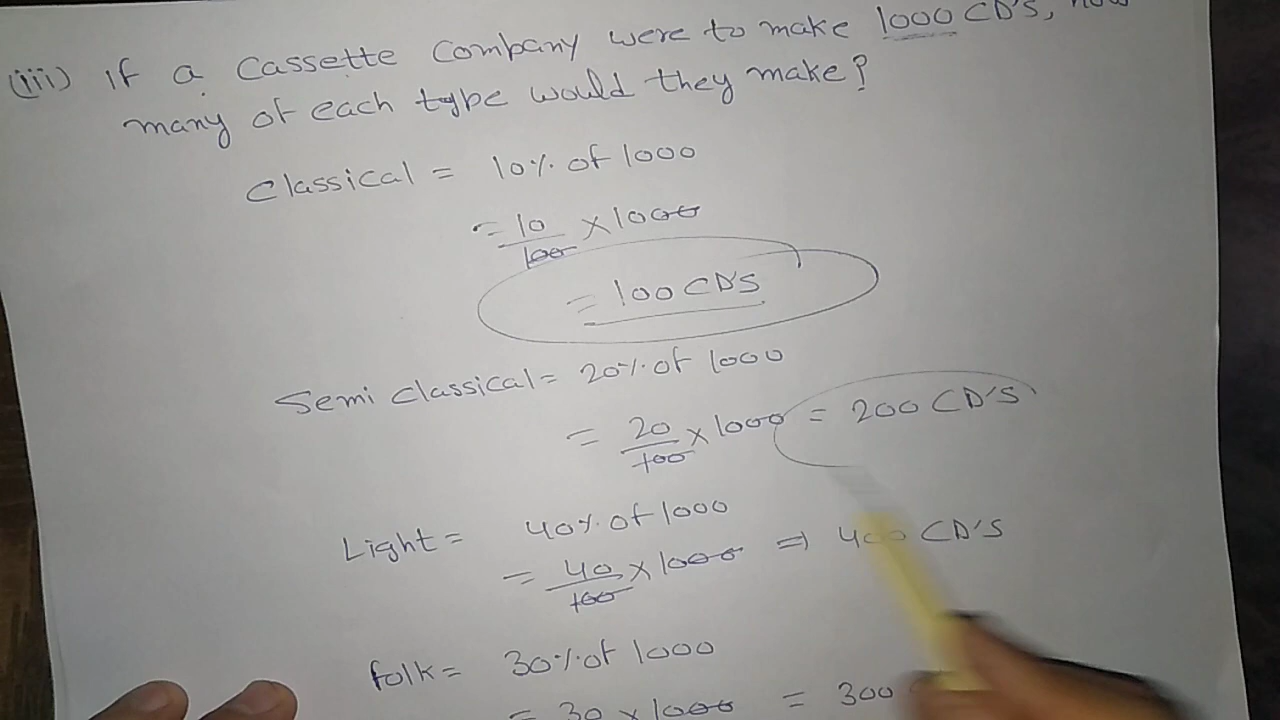 (iii) If a Cassette Company were to make 1000 CD'S, how
many of each type would they make?
Classical = 10% of 1000
= 10/100 × 1000
= 100 CD'S
Semi Classical = 20% of 1000
= 20/100 × 1000 = 200 CD'S
Light = 40% of 1000
= 40/100 × 1000 ⇒ 400 CD'S
folk = 30% of 1000
= 30 × 1000 = 300